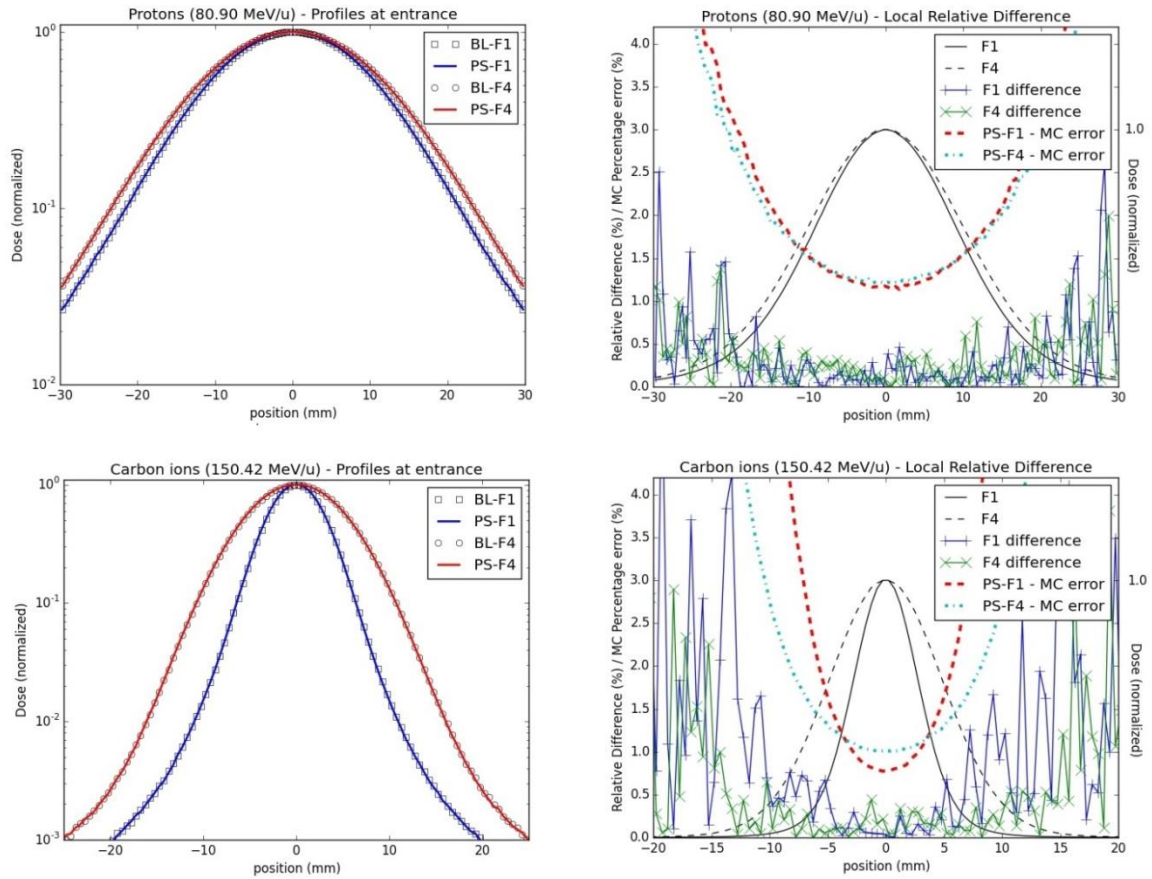 Protons (80.90 MeV/u) - Profiles at entrance
10⁰
10⁻¹
10⁻²
Dose (normalized)
BL-F1
PS-F1
BL-F4
PS-F4
−30 −20 −10 0 10 20 30
position (mm)
Protons (80.90 MeV/u) - Local Relative Difference
4.0
3.5
3.0
2.5
2.0
1.5
1.0
0.5
0.0
Relative Difference (%) / MC Percentage error (%)
F1
F4
F1 difference
F4 difference
PS-F1 - MC error
PS-F4 - MC error
1.0
Dose (normalized)
−30 −20 −10 0 10 20 30
position (mm)
Carbon ions (150.42 MeV/u) - Profiles at entrance
10⁰
10⁻¹
10⁻²
10⁻³
Dose (normalized)
BL-F1
PS-F1
BL-F4
PS-F4
−20 −10 0 10 20
position (mm)
Carbon ions (150.42 MeV/u) - Local Relative Difference
4.0
3.5
3.0
2.5
2.0
1.5
1.0
0.5
0.0
Relative Difference (%) / MC Percentage error (%)
F1
F4
F1 difference
F4 difference
PS-F1 - MC error
PS-F4 - MC error
1.0
Dose (normalized)
−20 −15 −10 −5 0 5 10 15 20
position (mm)